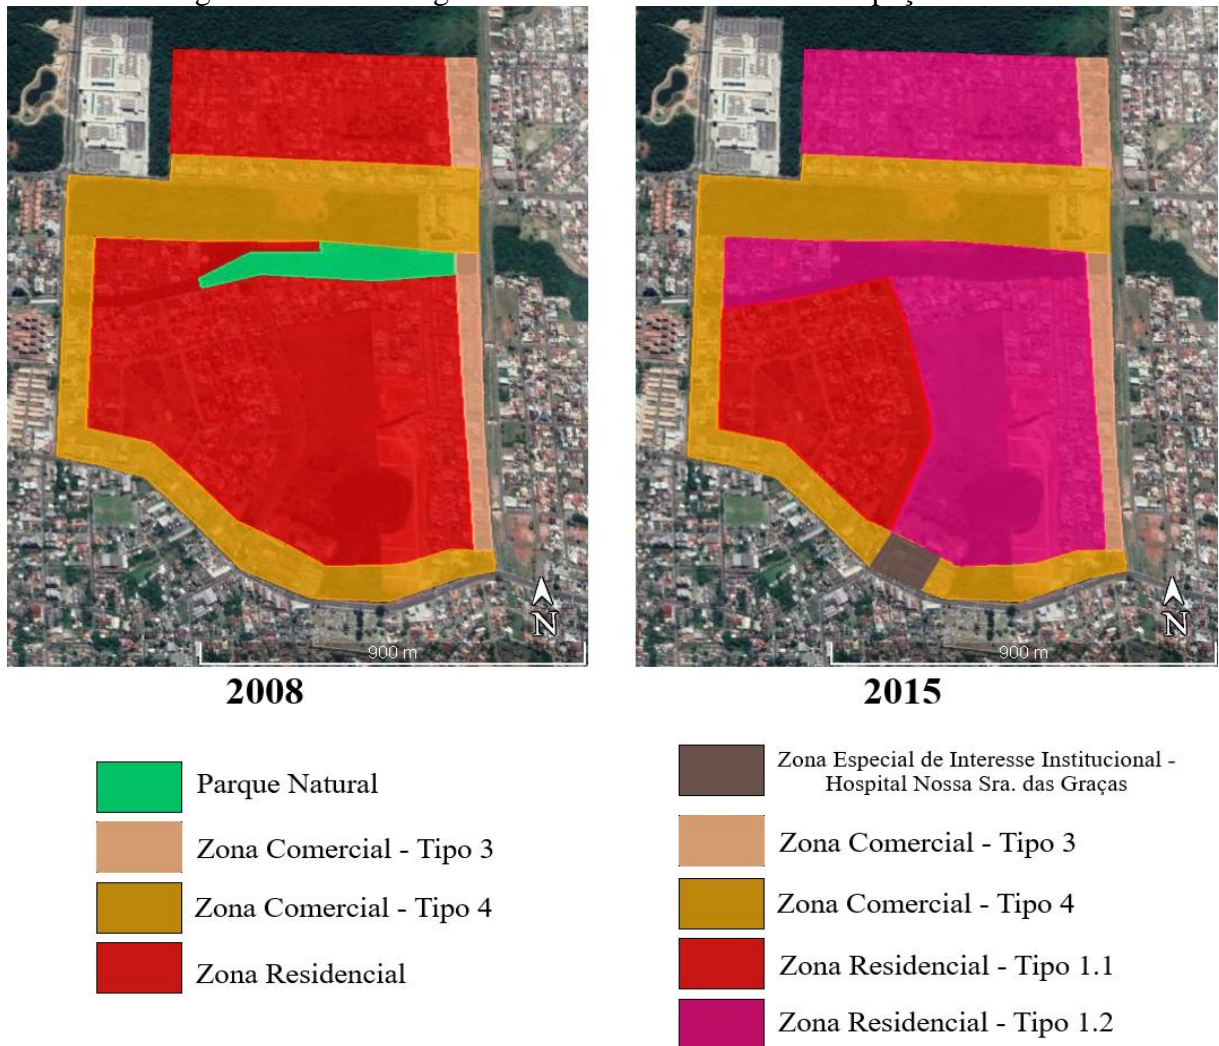 N
900 m
N
900 m
2008
2015
Parque Natural
Zona Comercial - Tipo 3
Zona Comercial - Tipo 4
Zona Residencial
Zona Especial de Interesse Institucional -
Hospital Nossa Sra. das Graças
Zona Comercial - Tipo 3
Zona Comercial - Tipo 4
Zona Residencial - Tipo 1.1
Zona Residencial - Tipo 1.2